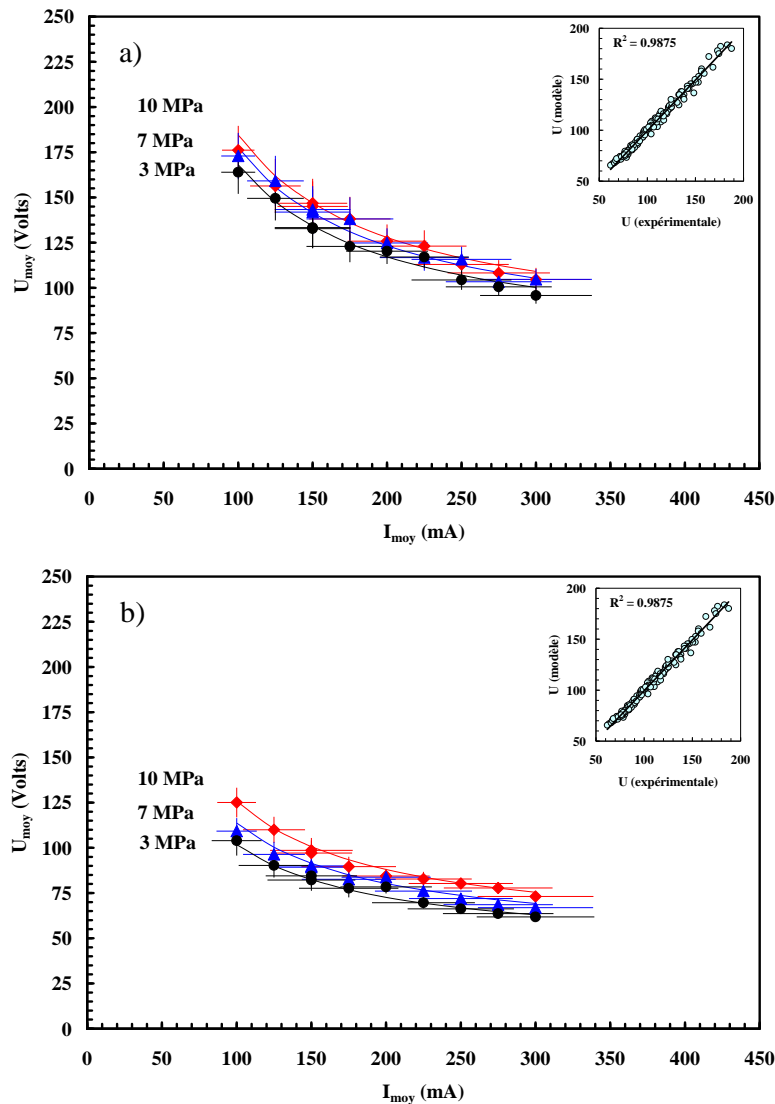 250
225
200
175
150
125
100
75
50
25
0
U_moy (Volts)
a)
10 MPa
7 MPa
3 MPa
0 50 100 150 200 250 300 350 400 450
I_moy (mA)
R² = 0.9875
200
150
100
50
U (modèle)
50 100 150 200
U (expérimentale)
250
225
200
175
150
125
100
75
50
25
0
U_moy (Volts)
b)
10 MPa
7 MPa
3 MPa
0 50 100 150 200 250 300 350 400 450
I_moy (mA)
R² = 0.9875
200
150
100
50
U (modèle)
50 100 150 200
U (expérimentale)